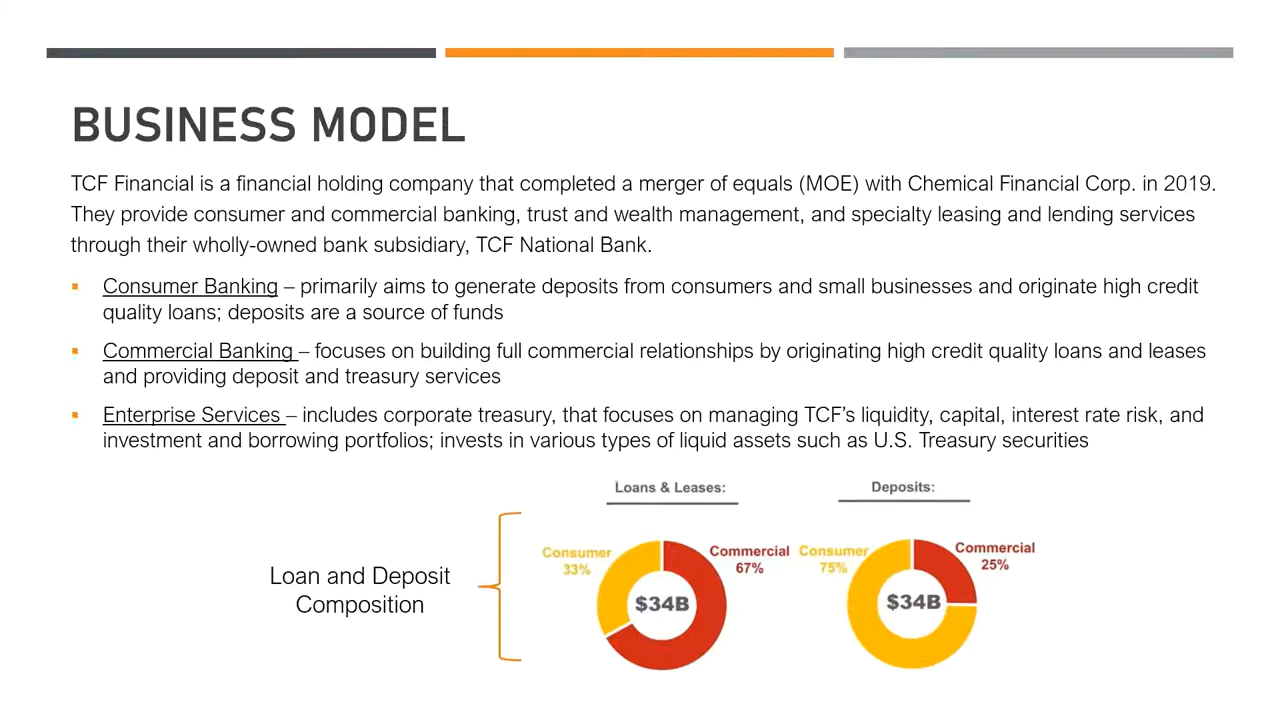 BUSINESS MODEL
TCF Financial is a financial holding company that completed a merger of equals (MOE) with Chemical Financial Corp. in 2019.
They provide consumer and commercial banking, trust and wealth management, and specialty leasing and lending services
through their wholly-owned bank subsidiary, TCF National Bank.
▪ Consumer Banking – primarily aims to generate deposits from consumers and small businesses and originate high credit
quality loans; deposits are a source of funds
▪ Commercial Banking – focuses on building full commercial relationships by originating high credit quality loans and leases
and providing deposit and treasury services
▪ Enterprise Services – includes corporate treasury, that focuses on managing TCF’s liquidity, capital, interest rate risk, and
investment and borrowing portfolios; invests in various types of liquid assets such as U.S. Treasury securities
Loan and Deposit
Composition
Loans & Leases:
Consumer
33%
Commercial
67%
$34B
Deposits:
Consumer
75%
Commercial
25%
$34B